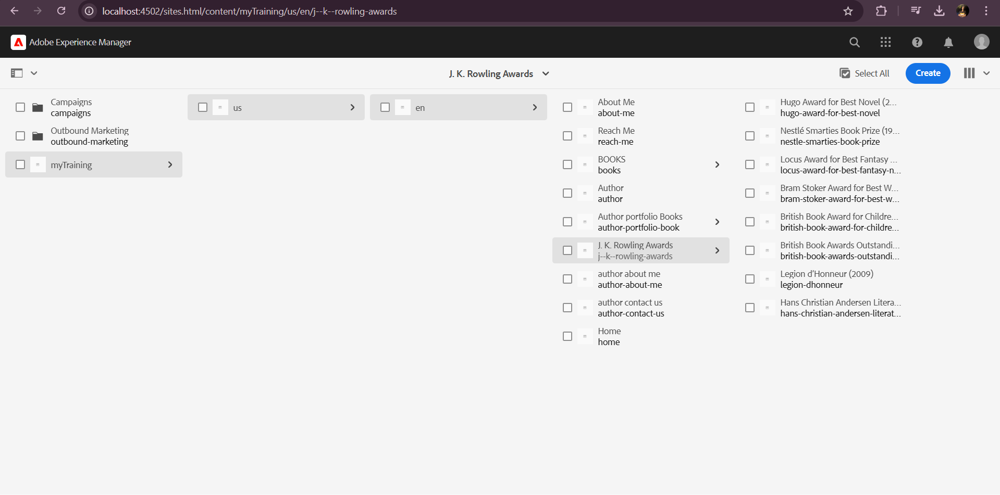 localhost:4502/sites.html/content/myTraining/us/en/j--k--rowling-awards
Adobe Experience Manager
J. K. Rowling Awards
Select All
Create
Campaigns
campaigns
Outbound Marketing
outbound-marketing
myTraining
us
en
About Me
about-me
Reach Me
reach-me
BOOKS
books
Author
author
Author portfolio Books
author-portfolio-book
J. K. Rowling Awards
j--k--rowling-awards
author about me
author-about-me
author contact us
author-contact-us
Home
home
Hugo Award for Best Novel (2...
hugo-award-for-best-novel
Nestlé Smarties Book Prize (19...
nestle-smarties-book-prize
Locus Award for Best Fantasy ...
locus-award-for-best-fantasy-n...
Bram Stoker Award for Best W...
bram-stoker-award-for-best-w...
British Book Award for Childre...
british-book-award-for-childre...
British Book Awards Outstandi...
british-book-awards-outstandi...
Legion d’Honneur (2009)
legion-dhonneur
Hans Christian Andersen Litera...
hans-christian-andersen-literat...